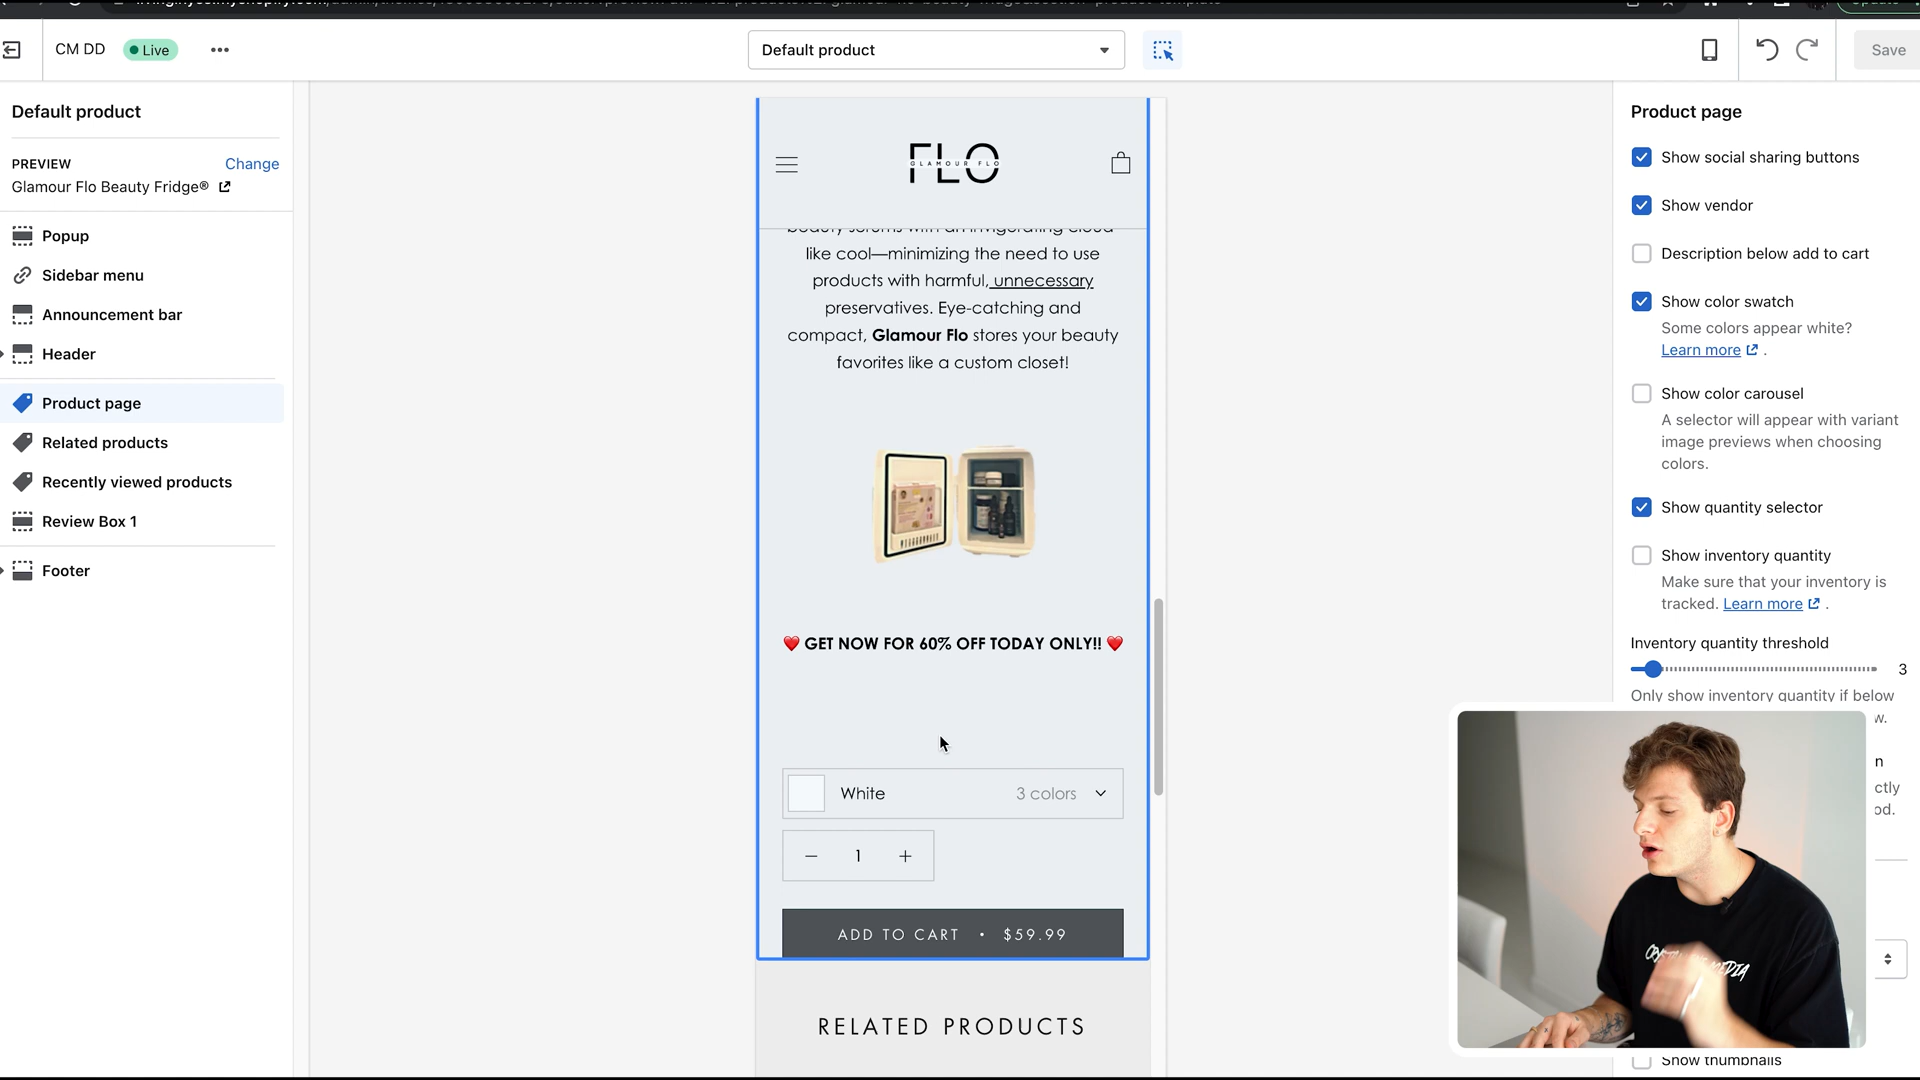 CM DD
Live
Default product
Save
Default product
PREVIEW
Change
Glamour Flo Beauty Fridge®
Popup
Sidebar menu
Announcement bar
Header
Product page
Related products
Recently viewed products
Review Box 1
Footer
FLO
GLAMOUR FLO
beauty serums with an invigorating cloud
like cool—minimizing the need to use
products with harmful, unnecessary
preservatives. Eye-catching and
compact, Glamour Flo stores your beauty
favorites like a custom closet!
❤️ GET NOW FOR 60% OFF TODAY ONLY!! ❤️
White
3 colors
1
ADD TO CART • $59.99
RELATED PRODUCTS
Product page
Show social sharing buttons
Show vendor
Description below add to cart
Show color swatch
Some colors appear white?
Learn more .
Show color carousel
A selector will appear with variant
image previews when choosing
colors.
Show quantity selector
Show inventory quantity
Make sure that your inventory is
tracked. Learn more .
Inventory quantity threshold
3
Only show inventory quantity if below
Show thumbnails